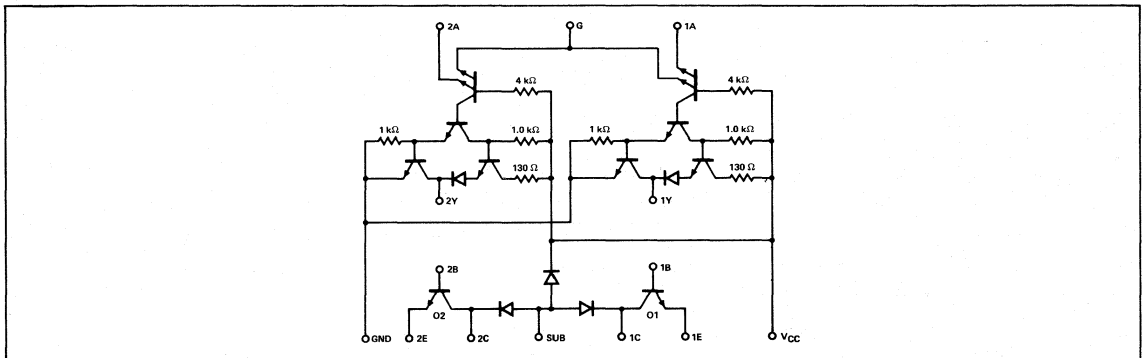 2A G 1A
4 kΩ 4 kΩ
1 kΩ 1.0 kΩ 1 kΩ 1.0 kΩ
130 Ω 130 Ω
2Y 1Y
2B 1B
O2 O1
GND 2E 2C SUB 1C 1E VCC